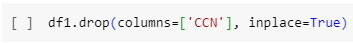 [ ] df1.drop(columns=['CCN'], inplace=True)